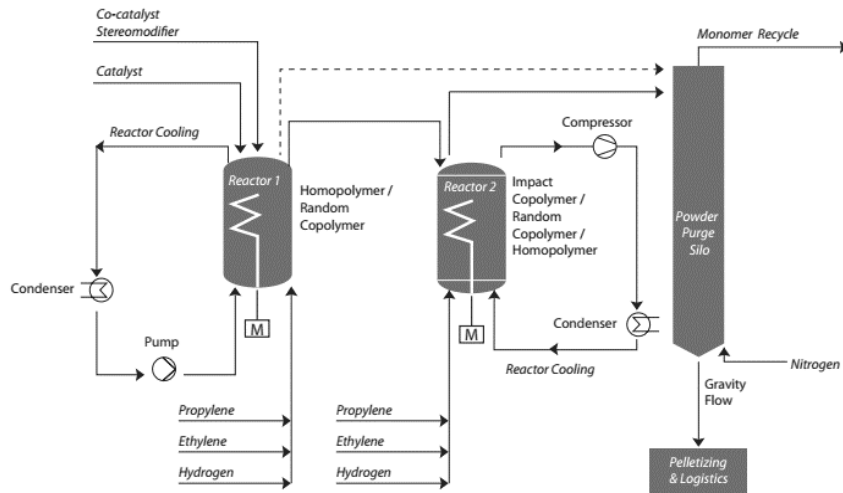 Co-catalyst
Stereomodifier
Catalyst
Monomer Recycle
Reactor Cooling
Compressor
Reactor 1
Homopolymer /
Random
Copolymer
Reactor 2
Impact
Copolymer /
Random
Copolymer /
Homopolymer
Powder
Purge
Silo
Condenser
Pump
M
M
Condenser
Reactor Cooling
Nitrogen
Gravity
Flow
Propylene
Ethylene
Hydrogen
Propylene
Ethylene
Hydrogen
Pelletizing
& Logistics